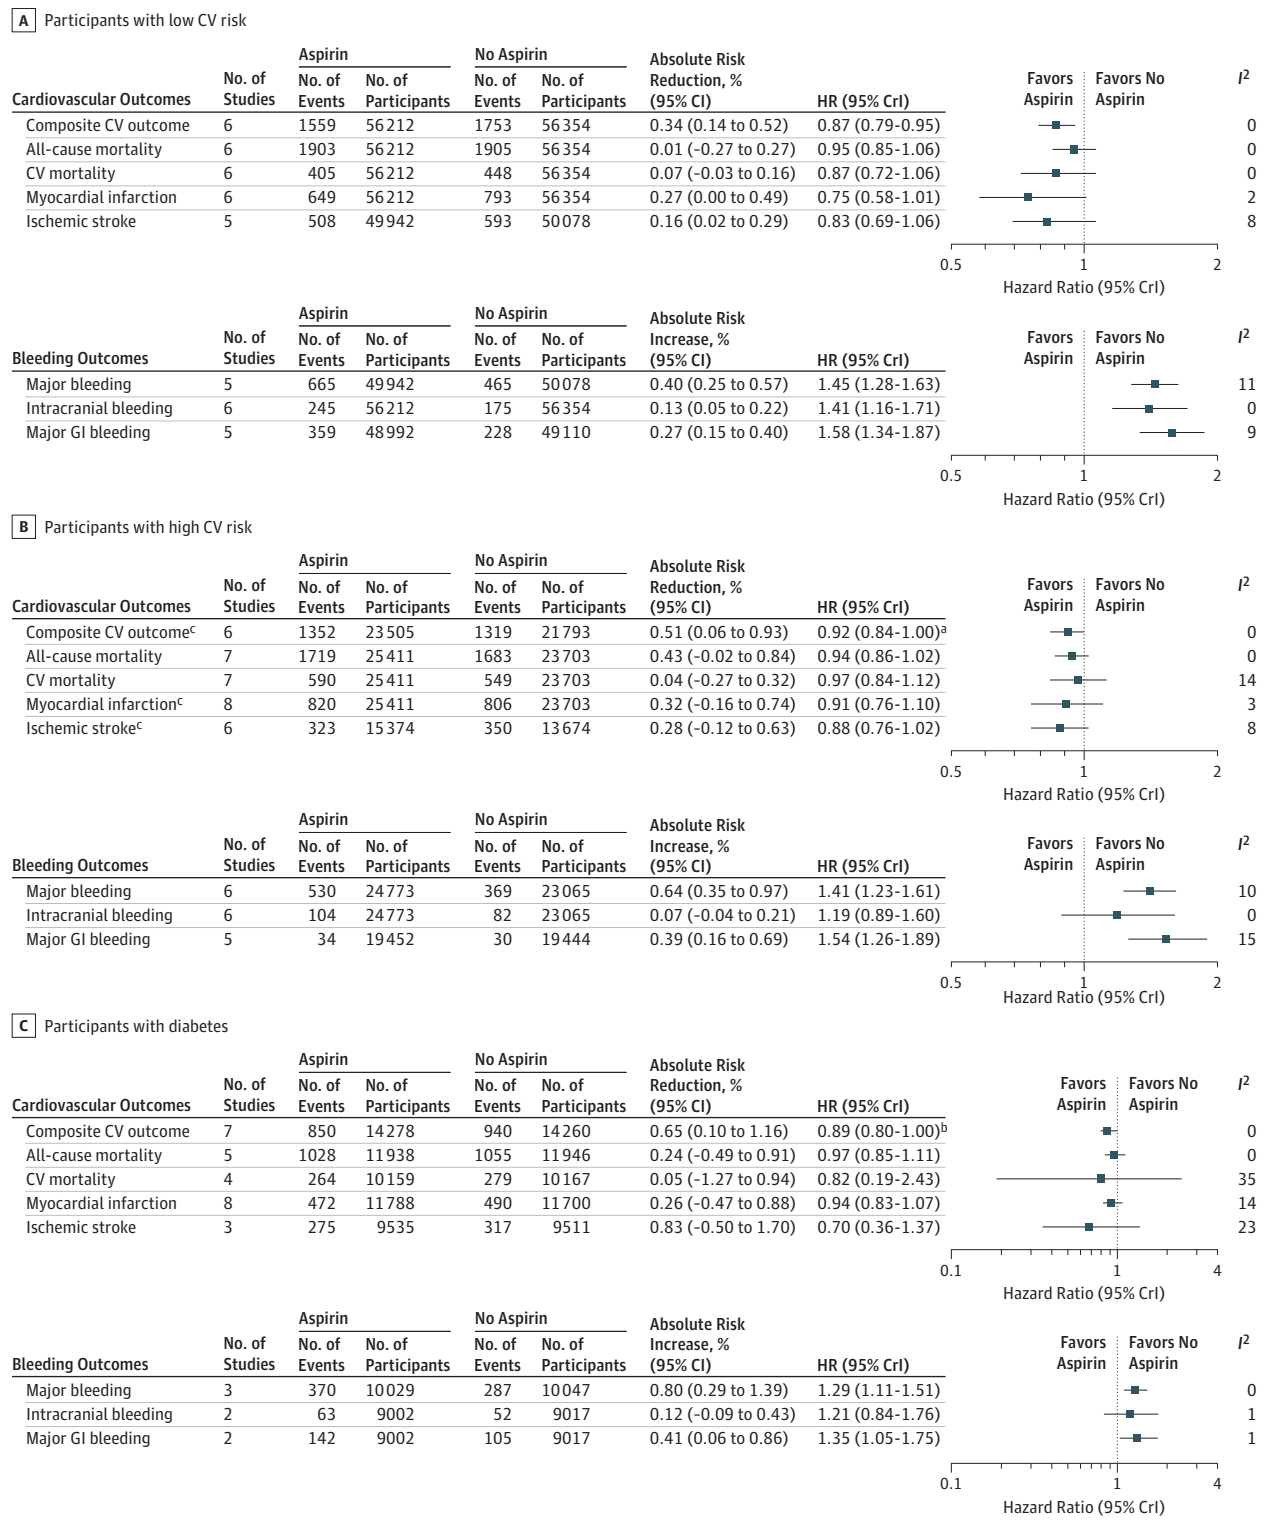 A Participants with low CV risk
Cardiovascular Outcomes No. of Studies Aspirin No. of Events No. of Participants No Aspirin No. of Events No. of Participants Absolute Risk Reduction, % (95% CI) HR (95% CrI) Favors Aspirin Favors No Aspirin I2
Composite CV outcome 6 1559 56212 1753 56354 0.34 (0.14 to 0.52) 0.87 (0.79-0.95) 0
All-cause mortality 6 1903 56212 1905 56354 0.01 (-0.27 to 0.27) 0.95 (0.85-1.06) 0
CV mortality 6 405 56212 448 56354 0.07 (-0.03 to 0.16) 0.87 (0.72-1.06) 0
Myocardial infarction 6 649 56212 793 56354 0.27 (0.00 to 0.49) 0.75 (0.58-1.01) 2
Ischemic stroke 5 508 49942 593 50078 0.16 (0.02 to 0.29) 0.83 (0.69-1.06) 8
0.5 1 2
Hazard Ratio (95% CrI)
Bleeding Outcomes No. of Studies Aspirin No. of Events No. of Participants No Aspirin No. of Events No. of Participants Absolute Risk Increase, % (95% CI) HR (95% CrI) Favors Aspirin Favors No Aspirin I2
Major bleeding 5 665 49942 465 50078 0.40 (0.25 to 0.57) 1.45 (1.28-1.63) 11
Intracranial bleeding 6 245 56212 175 56354 0.13 (0.05 to 0.22) 1.41 (1.16-1.71) 0
Major GI bleeding 5 359 48992 228 49110 0.27 (0.15 to 0.40) 1.58 (1.34-1.87) 9
0.5 1 2
Hazard Ratio (95% CrI)
B Participants with high CV risk
Cardiovascular Outcomes No. of Studies Aspirin No. of Events No. of Participants No Aspirin No. of Events No. of Participants Absolute Risk Reduction, % (95% CI) HR (95% CrI) Favors Aspirin Favors No Aspirin I2
Composite CV outcomec 6 1352 23505 1319 21793 0.51 (0.06 to 0.93) 0.92 (0.84-1.00)a 0
All-cause mortality 7 1719 25411 1683 23703 0.43 (-0.02 to 0.84) 0.94 (0.86-1.02) 0
CV mortality 7 590 25411 549 23703 0.04 (-0.27 to 0.32) 0.97 (0.84-1.12) 14
Myocardial infarctionc 8 820 25411 806 23703 0.32 (-0.16 to 0.74) 0.91 (0.76-1.10) 3
Ischemic strokec 6 323 15374 350 13674 0.28 (-0.12 to 0.63) 0.88 (0.76-1.02) 8
0.5 1 2
Hazard Ratio (95% CrI)
Bleeding Outcomes No. of Studies Aspirin No. of Events No. of Participants No Aspirin No. of Events No. of Participants Absolute Risk Increase, % (95% CI) HR (95% CrI) Favors Aspirin Favors No Aspirin I2
Major bleeding 6 530 24773 369 23065 0.64 (0.35 to 0.97) 1.41 (1.23-1.61) 10
Intracranial bleeding 6 104 24773 82 23065 0.07 (-0.04 to 0.21) 1.19 (0.89-1.60) 0
Major GI bleeding 5 34 19452 30 19444 0.39 (0.16 to 0.69) 1.54 (1.26-1.89) 15
0.5 1 2
Hazard Ratio (95% CrI)
C Participants with diabetes
Cardiovascular Outcomes No. of Studies Aspirin No. of Events No. of Participants No Aspirin No. of Events No. of Participants Absolute Risk Reduction, % (95% CI) HR (95% CrI) Favors Aspirin Favors No Aspirin I2
Composite CV outcome 7 850 14278 940 14260 0.65 (0.10 to 1.16) 0.89 (0.80-1.00)b 0
All-cause mortality 5 1028 11938 1055 11946 0.24 (-0.49 to 0.91) 0.97 (0.85-1.11) 0
CV mortality 4 264 10159 279 10167 0.05 (-1.27 to 0.94) 0.82 (0.19-2.43) 35
Myocardial infarction 8 472 11788 490 11700 0.26 (-0.47 to 0.88) 0.94 (0.83-1.07) 14
Ischemic stroke 3 275 9535 317 9511 0.83 (-0.50 to 1.70) 0.70 (0.36-1.37) 23
0.1 1 4
Hazard Ratio (95% CrI)
Bleeding Outcomes No. of Studies Aspirin No. of Events No. of Participants No Aspirin No. of Events No. of Participants Absolute Risk Increase, % (95% CI) HR (95% CrI) Favors Aspirin Favors No Aspirin I2
Major bleeding 3 370 10029 287 10047 0.80 (0.29 to 1.39) 1.29 (1.11-1.51) 0
Intracranial bleeding 2 63 9002 52 9017 0.12 (-0.09 to 0.43) 1.21 (0.84-1.76) 1
Major GI bleeding 2 142 9002 105 9017 0.41 (0.06 to 0.86) 1.35 (1.05-1.75) 1
0.1 1 4
Hazard Ratio (95% CrI)